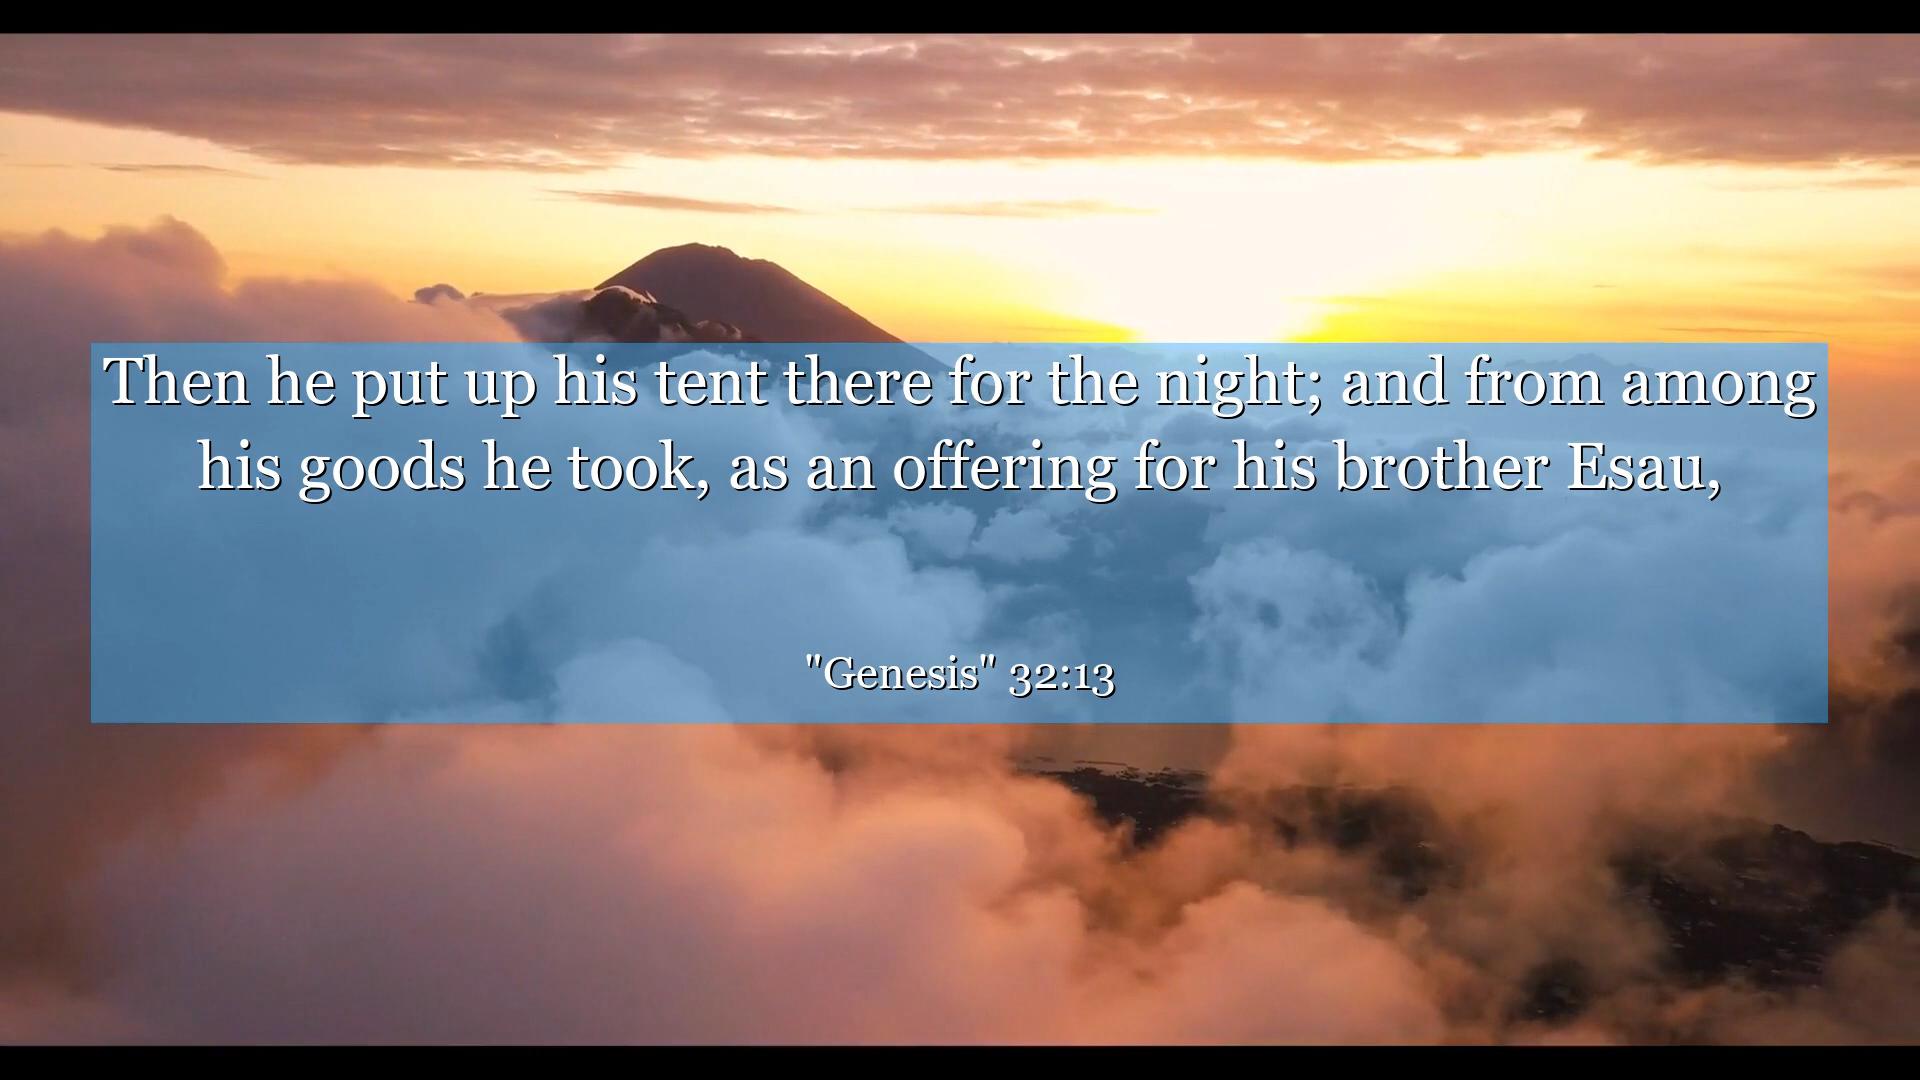 Then he put up his tent there for the night; and from among
his goods he took, as an offering for his brother Esau,
"Genesis" 32:13